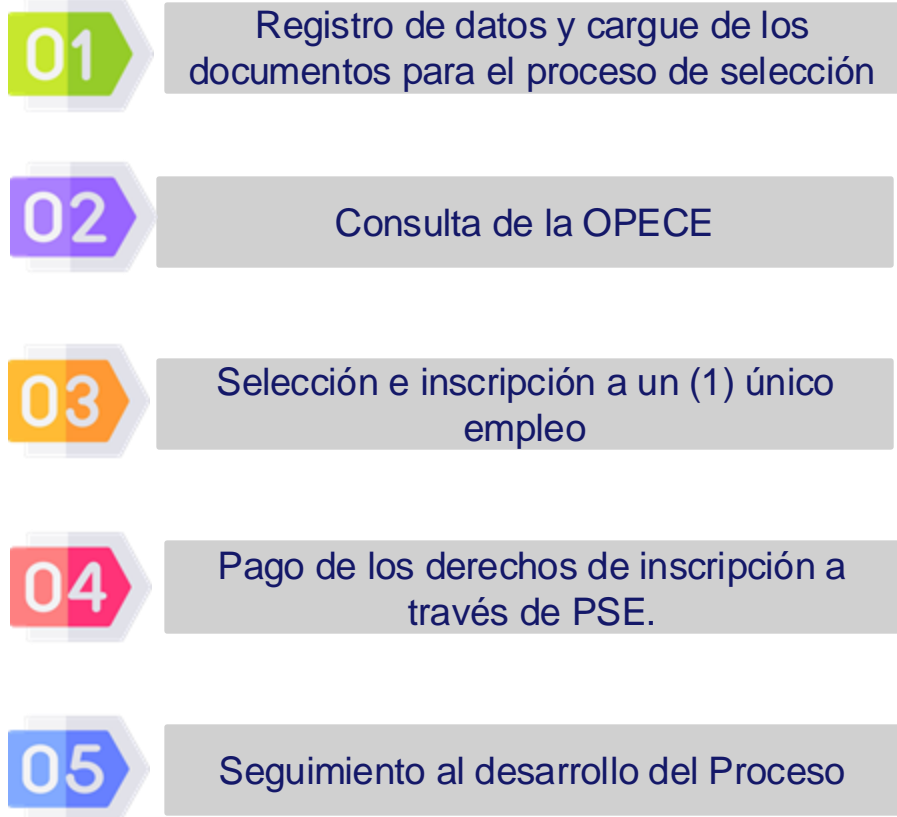 01
Registro de datos y cargue de los
documentos para el proceso de selección
02
Consulta de la OPECE
03
Selección e inscripción a un (1) único
empleo
04
Pago de los derechos de inscripción a
través de PSE.
05
Seguimiento al desarrollo del Proceso